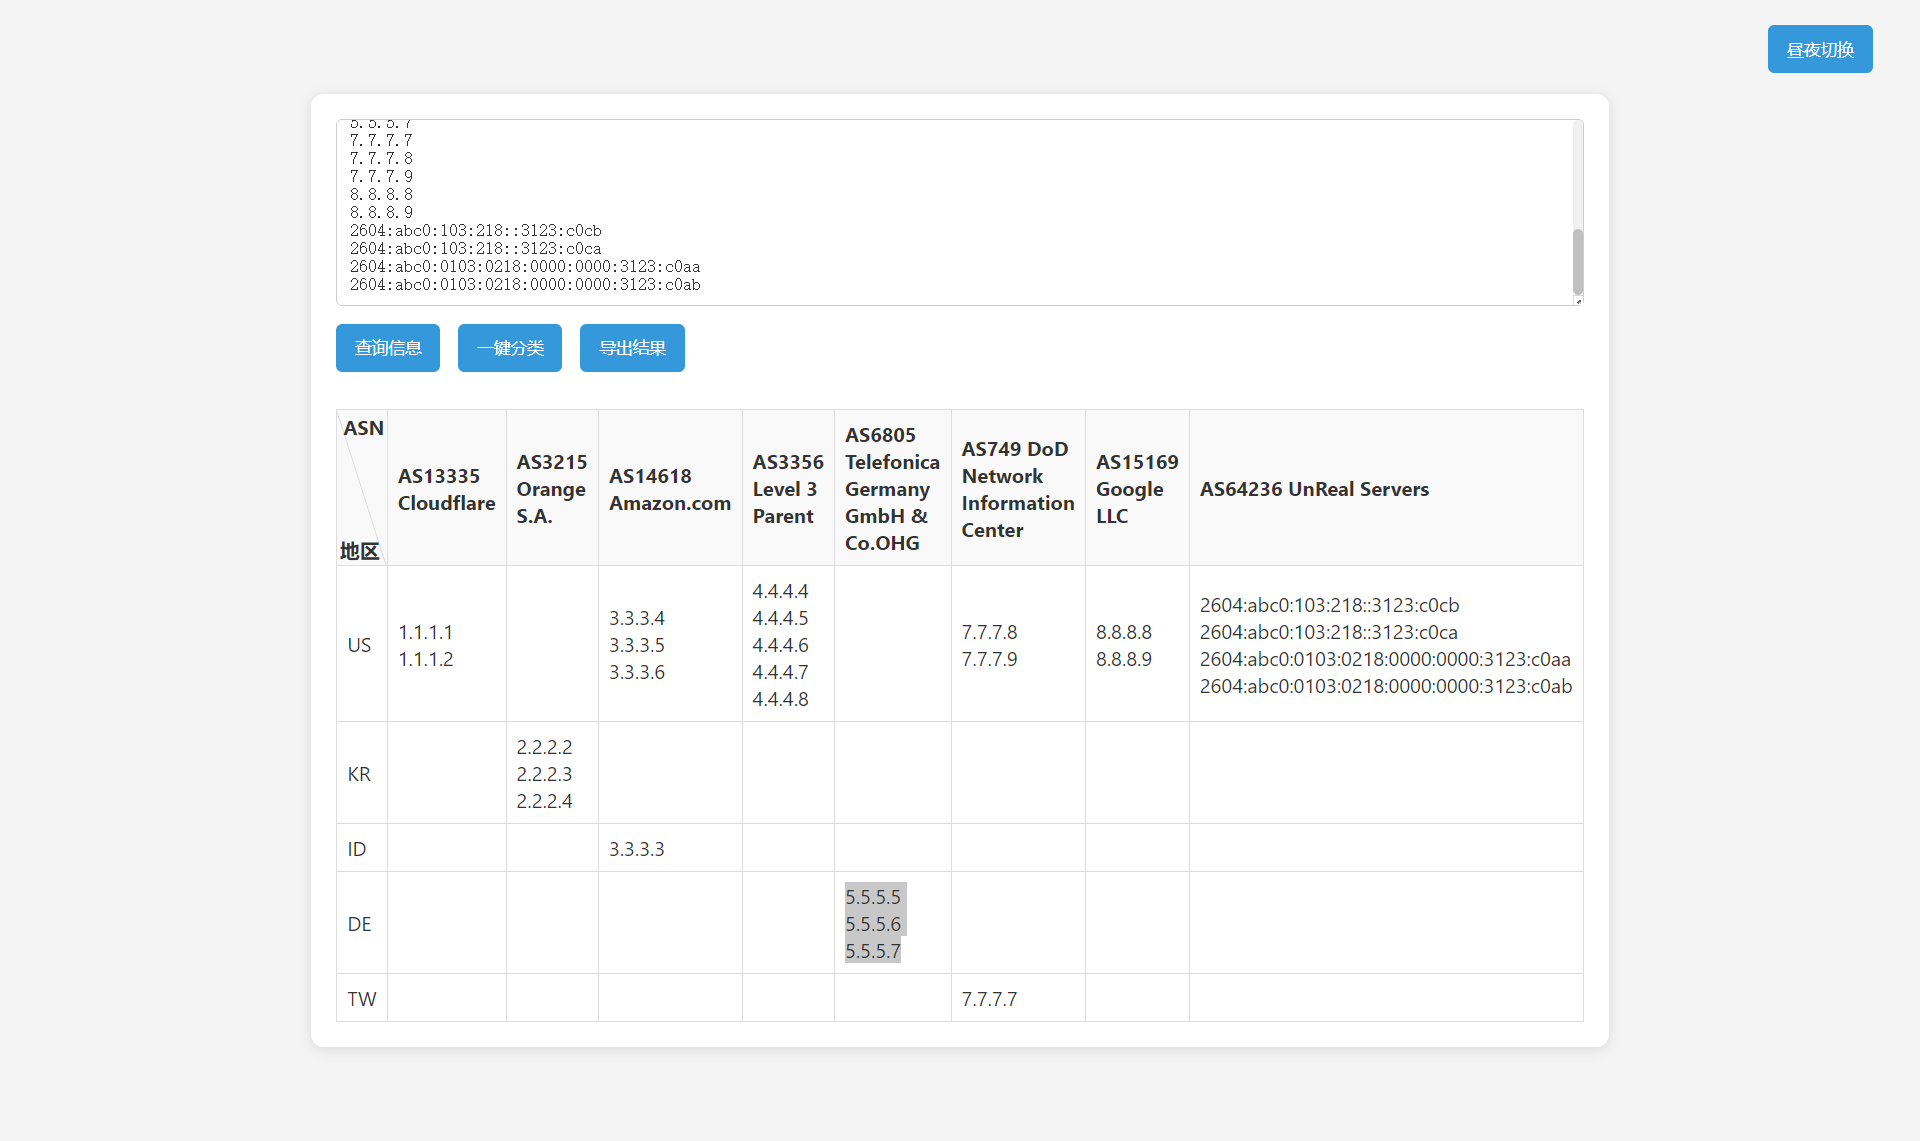 昼夜切换
5.5.5.7
7.7.7.7
7.7.7.8
7.7.7.9
8.8.8.8
8.8.8.9
2604:abc0:103:218::3123:c0cb
2604:abc0:103:218::3123:c0ca
2604:abc0:0103:0218:0000:0000:3123:c0aa
2604:abc0:0103:0218:0000:0000:3123:c0ab
查询信息
一键分类
导出结果
ASN
地区
AS13335
Cloudflare
AS3215
Orange
S.A.
AS14618
Amazon.com
AS3356
Level 3
Parent
AS6805
Telefonica
Germany
GmbH &
Co.OHG
AS749 DoD
Network
Information
Center
AS15169
Google
LLC
AS64236 UnReal Servers
US
1.1.1.1
1.1.1.2
3.3.3.4
3.3.3.5
3.3.3.6
4.4.4.4
4.4.4.5
4.4.4.6
4.4.4.7
4.4.4.8
7.7.7.8
7.7.7.9
8.8.8.8
8.8.8.9
2604:abc0:103:218::3123:c0cb
2604:abc0:103:218::3123:c0ca
2604:abc0:0103:0218:0000:0000:3123:c0aa
2604:abc0:0103:0218:0000:0000:3123:c0ab
KR
2.2.2.2
2.2.2.3
2.2.2.4
ID
3.3.3.3
DE
5.5.5.5
5.5.5.6
5.5.5.7
TW
7.7.7.7